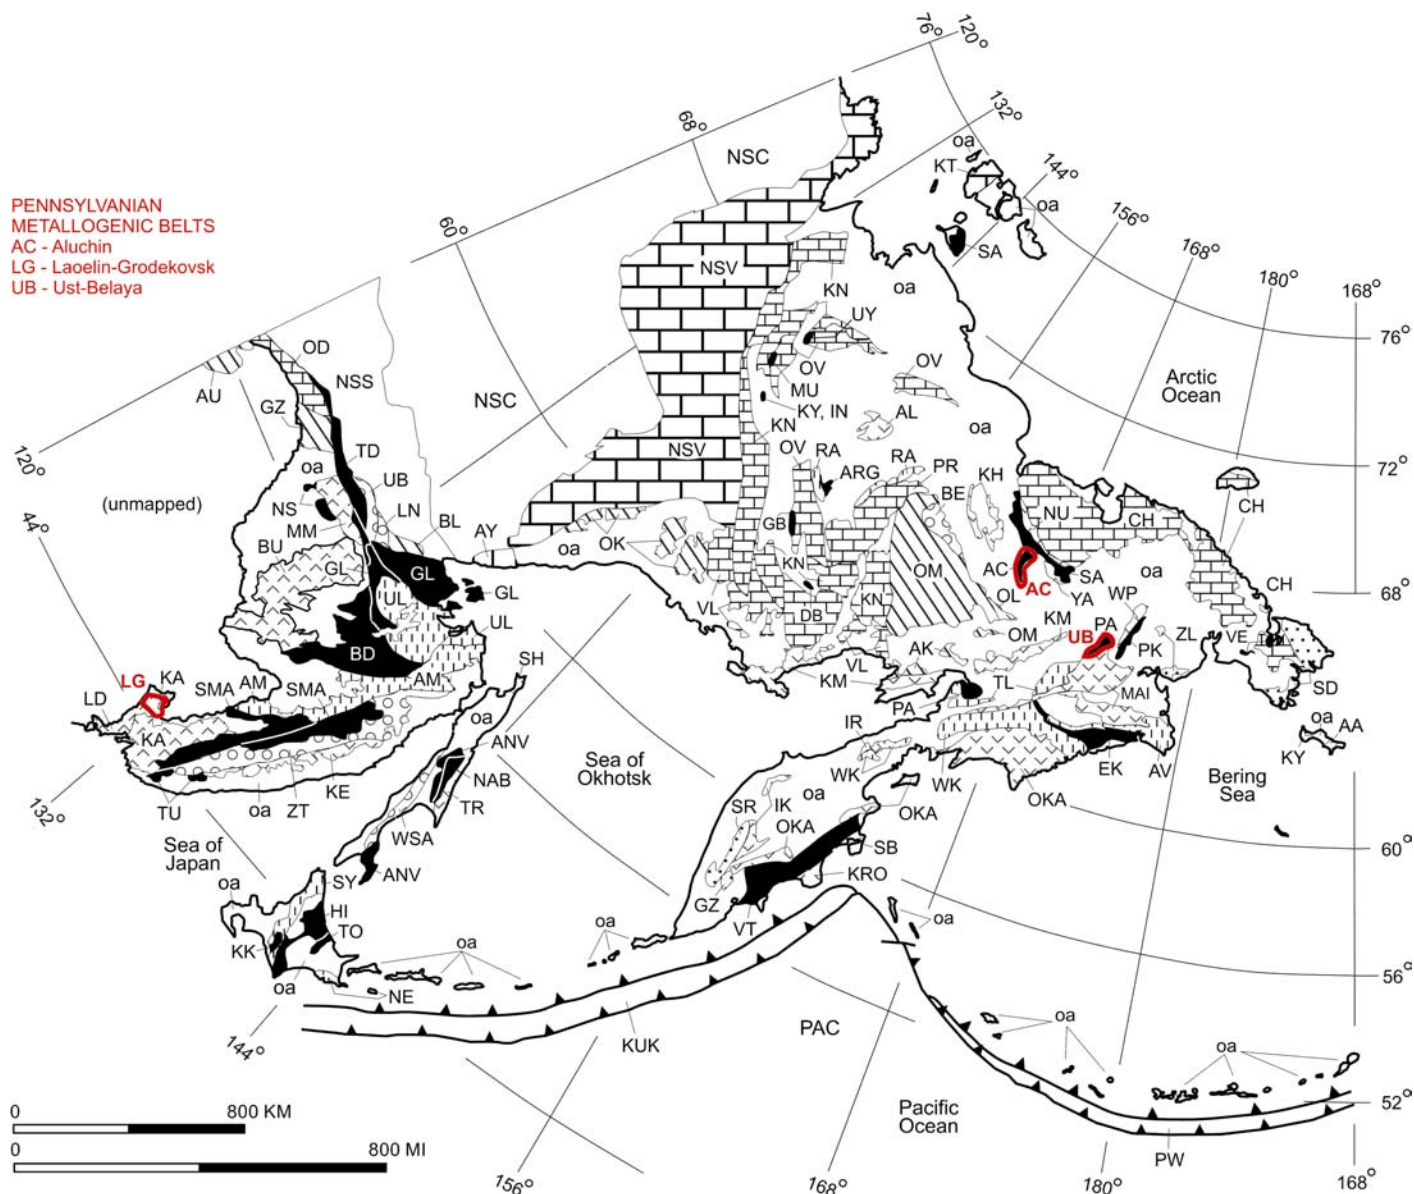 76°
120°
132°
68°
NSC
oa
KT
144°
oa
156°
PENNSYLVANIAN
METALLOGENIC BELTS
AC - Aluchin
LG - Laoelin-Grodekovsk
UB - Ust-Belaya
60°
SA
168°
NSV
oa
180°
168°
KN
UY
76°
OD
NSS
OV
OV
Arctic
Ocean
AU
MU
GZ
NSC
KY, IN
AL
oa
KN
TD
NSV
OV
RA
RA
72°
120°
oa
ARG
PR
KH
UB
BE
CH
(unmapped)
NS
LN
BL
NU
CH
CH
44°
MM
AY
GB
BU
oa
OK
GL
GL
KN
OM
AC
AC
SA
oa
CH
68°
UL
GL
OL
YA
WP
VL
DB
KN
KM
UB
PA
ZL
VE
UL
OM
BD
AK
PK
SH
VL
LG
KA
SMA
AM
SMA
AM
KM
TL
MAI
SD
LD
oa
PA
oa
AA
KA
ANV
IR
KY
Sea of
Okhotsk
WK
WK
EK
AV
Bering
Sea
NAB
132°
TU
oa
ZT
KE
TR
SR
IK
oa
OKA
OKA
OKA
Sea of
Japan
WSA
SB
60°
ANV
KRO
oa
SY
GZ
HI
VT
oa
TO
oa
oa
KK
oa
NE
56°
144°
KUK
PAC
oa
oa
0
800 KM
Pacific
Ocean
52°
0
800 MI
PW
156°
168°
180°
168°